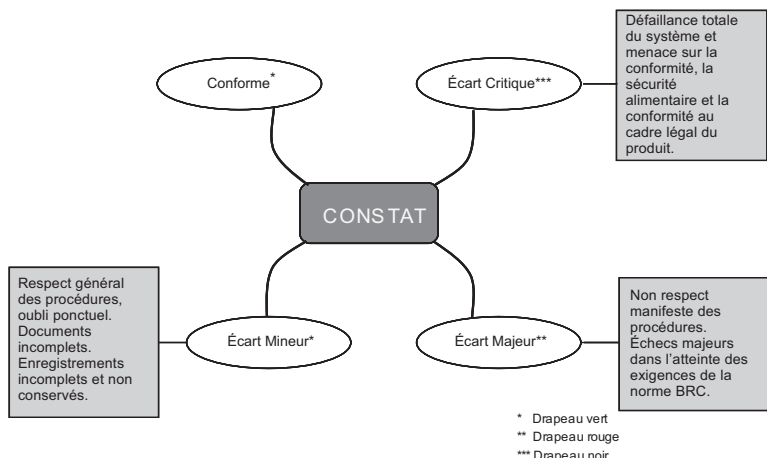 Conforme*
Écart Critique***
Défaillance totale
du système et
menace sur la
conformité, la
sécurité
alimentaire et la
conformité au
cadre légal du
produit.
CONSTAT
Respect général
des procédures,
oubli ponctuel.
Documents
incomplets.
Enregistrements
incomplets et non
conservés.
Écart Mineur*
Écart Majeur**
Non respect
manifeste des
procédures.
Échecs majeurs
dans l'atteinte des
exigences de la
norme BRC.
* Drapeau vert
** Drapeau rouge
*** Drapeau noir